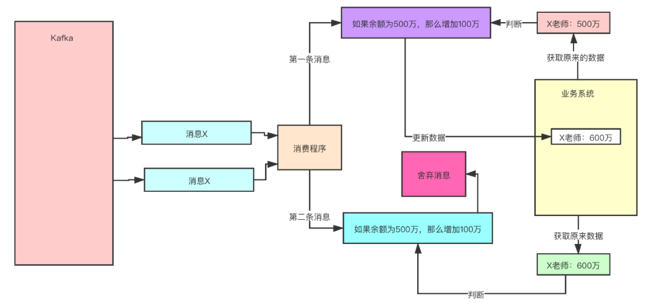 Kafka
如果余额为500万，那么增加100万
判断
X老师：500万
第一条消息
获取原来的数据
业务系统
消息X
消费程序
更新数据
X老师：600万
消息X
舍弃消息
第二条消息
如果余额为500万，那么增加100万
获取原来数据
X老师：600万
判断